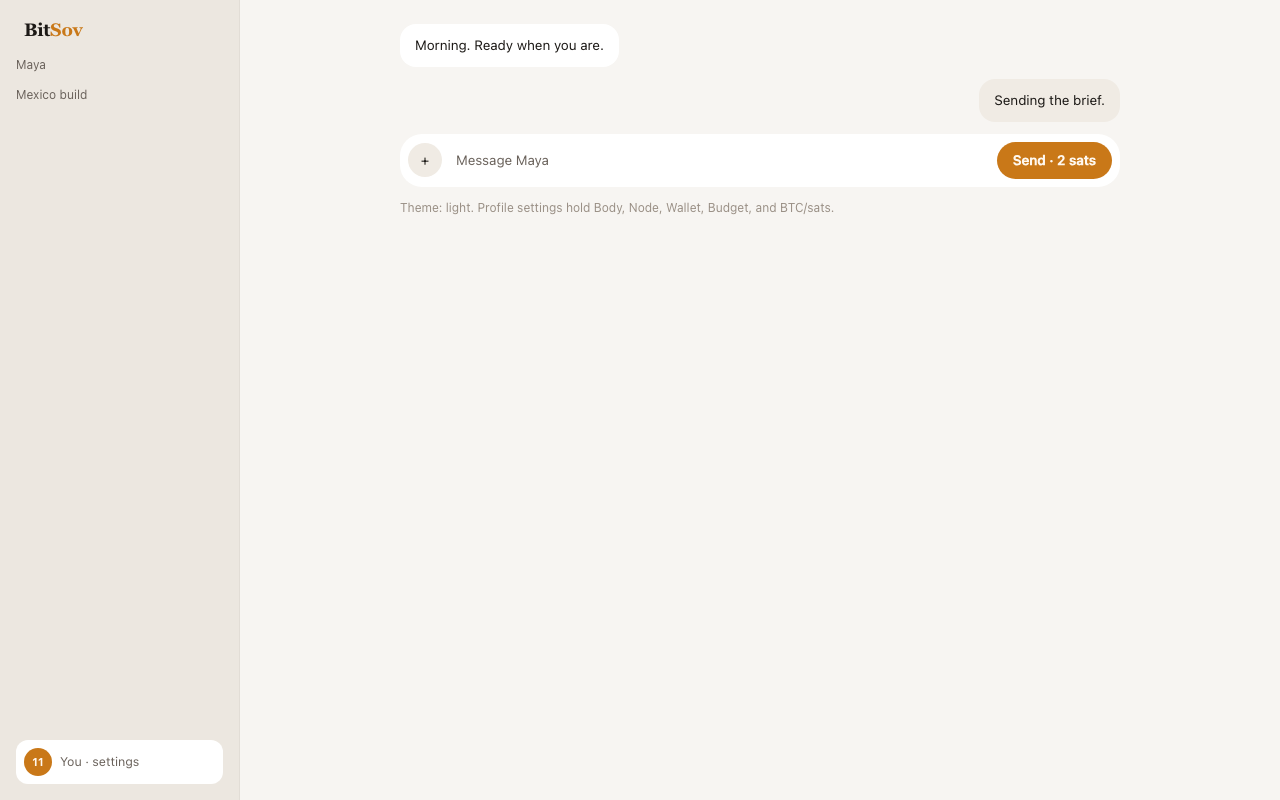 BitSov
Maya
Mexico build
Morning. Ready when you are.
Sending the brief.
+ Message Maya Send · 2 sats
Theme: light. Profile settings hold Body, Node, Wallet, Budget, and BTC/sats.
11 You · settings